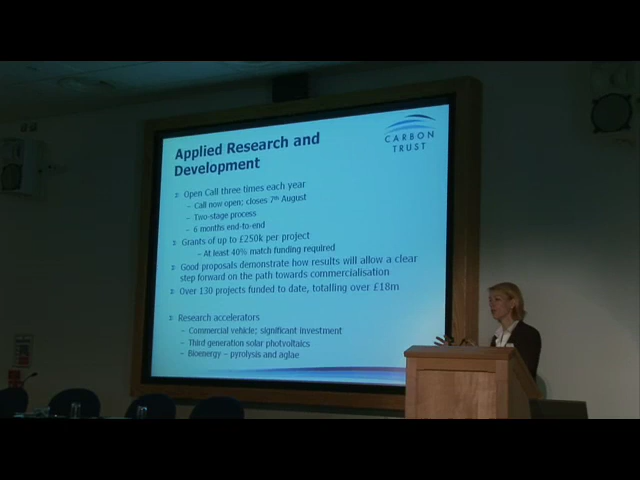 CARBON
TRUST
Applied Research and
Development
Open Call three times each year
– Call now open; closes 7th August
– Two-stage process
– 6 months end-to-end
Grants of up to £250k per project
– At least 40% match funding required
Good proposals demonstrate how results will allow a clear
step forward on the path towards commercialisation
Over 130 projects funded to date, totalling over £18m
Research accelerators
– Commercial vehicle; significant investment
– Third generation solar photovoltaics
– Bioenergy – pyrolysis and aglae